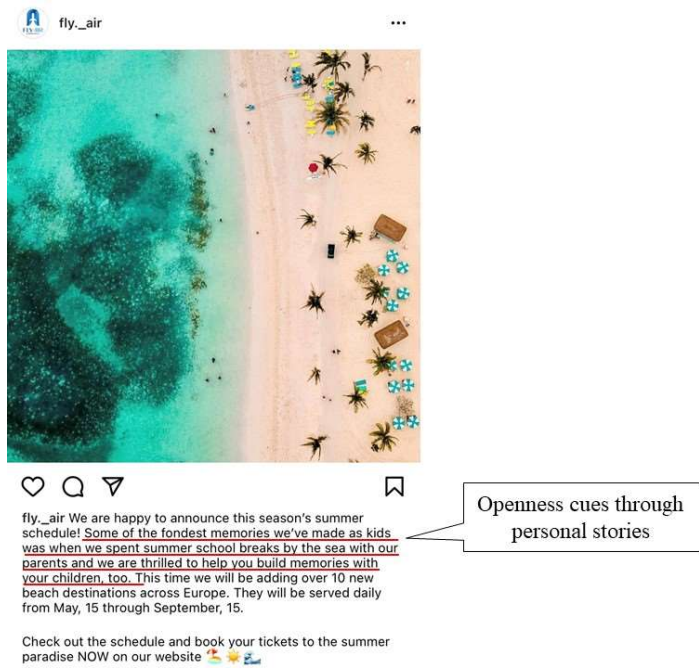 FLY AIR
fly._air
fly._air We are happy to announce this season's summer
schedule! Some of the fondest memories we've made as kids
was when we spent summer school breaks by the sea with our
parents and we are thrilled to help you build memories with
your children, too. This time we will be adding over 10 new
beach destinations across Europe. They will be served daily
from May, 15 through September, 15.
Check out the schedule and book your tickets to the summer
paradise NOW on our website 🏖️☀️🌊
Openness cues through
personal stories